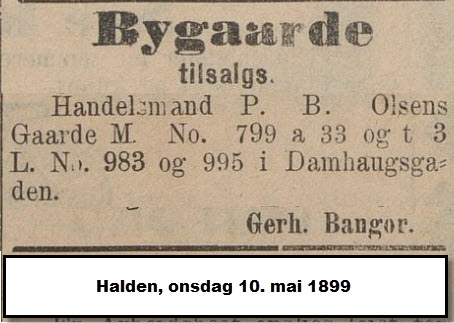 Bygaarde
tilsalgs.
Handelsmand P. B. Olsens
Gaarde M. No. 799 a 33 og t 3
L. No. 983 og 995 i Damhaugsga=
den.
Gerh. Bangor.
Halden, onsdag 10. mai 1899